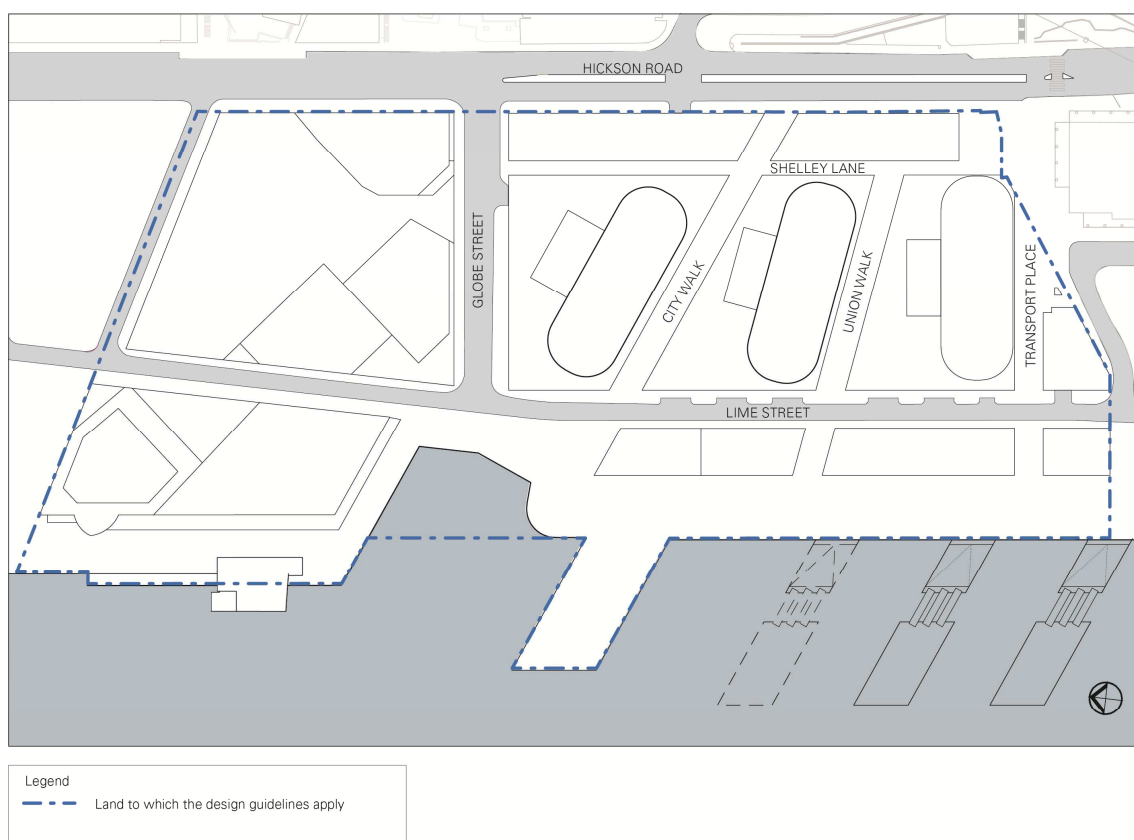 HICKSON ROAD
SHELLEY LANE
GLOBE STREET
CITY WALK
UNION WALK
TRANSPORT PLACE
LIME STREET
Legend
Land to which the design guidelines apply